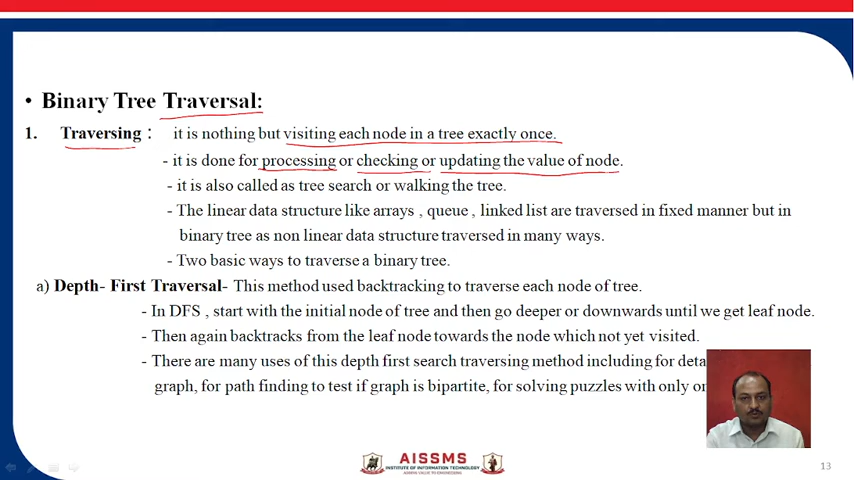 • Binary Tree Traversal:
1. Traversing : it is nothing but visiting each node in a tree exactly once.
- it is done for processing or checking or updating the value of node.
- it is also called as tree search or walking the tree.
- The linear data structure like arrays , queue , linked list are traversed in fixed manner but in
binary tree as non linear data structure traversed in many ways.
- Two basic ways to traverse a binary tree.
a) Depth- First Traversal- This method used backtracking to traverse each node of tree.
- In DFS , start with the initial node of tree and then go deeper or downwards until we get leaf node.
- Then again backtracks from the leaf node towards the node which not yet visited.
- There are many uses of this depth first search traversing method including for
graph, for path finding to test if graph is bipartite, for solving puzzles with only
AISSMS
INSTITUTE OF INFORMATION TECHNOLOGY
ADDING VALUE TO ENGINEERING
13